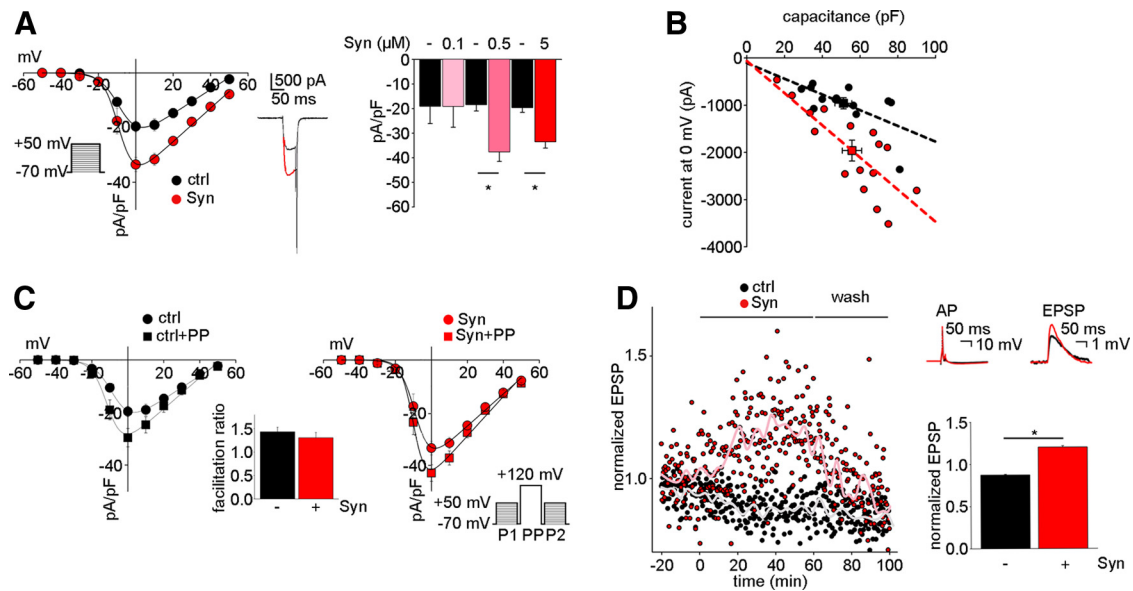 A
mV
-60 -40 -20 0 20 40 60
-20
-40
pA/pF
+50 mV
-70 mV
ctrl
Syn
500 pA
50 ms
Syn (µM) - 0.1 - 0.5 - 5
0
-10
-20
-30
-40
-50
-60
pA/pF
*
*
B
capacitance (pF)
0 20 40 60 80 100
0
-1000
-2000
-3000
-4000
current at 0 mV (pA)
C
ctrl
ctrl+PP
mV
-60 -40 -20 0 20 40 60
-20
-40
pA/pF
facilitation ratio
1.5
1.0
0.5
0.0
- + Syn
Syn
Syn+PP
mV
-60 -40 -20 0 20 40 60
-20
-40
pA/pF
+120 mV
+50 mV
-70 mV
P1 PP P2
D
ctrl
Syn
wash
normalized EPSP
1.5
1.0
-20 0 20 40 60 80 100
time (min)
AP
50 ms
10 mV
EPSP
50 ms
1 mV
normalized EPSP
1.5
1.0
0.5
0.0
*
- + Syn